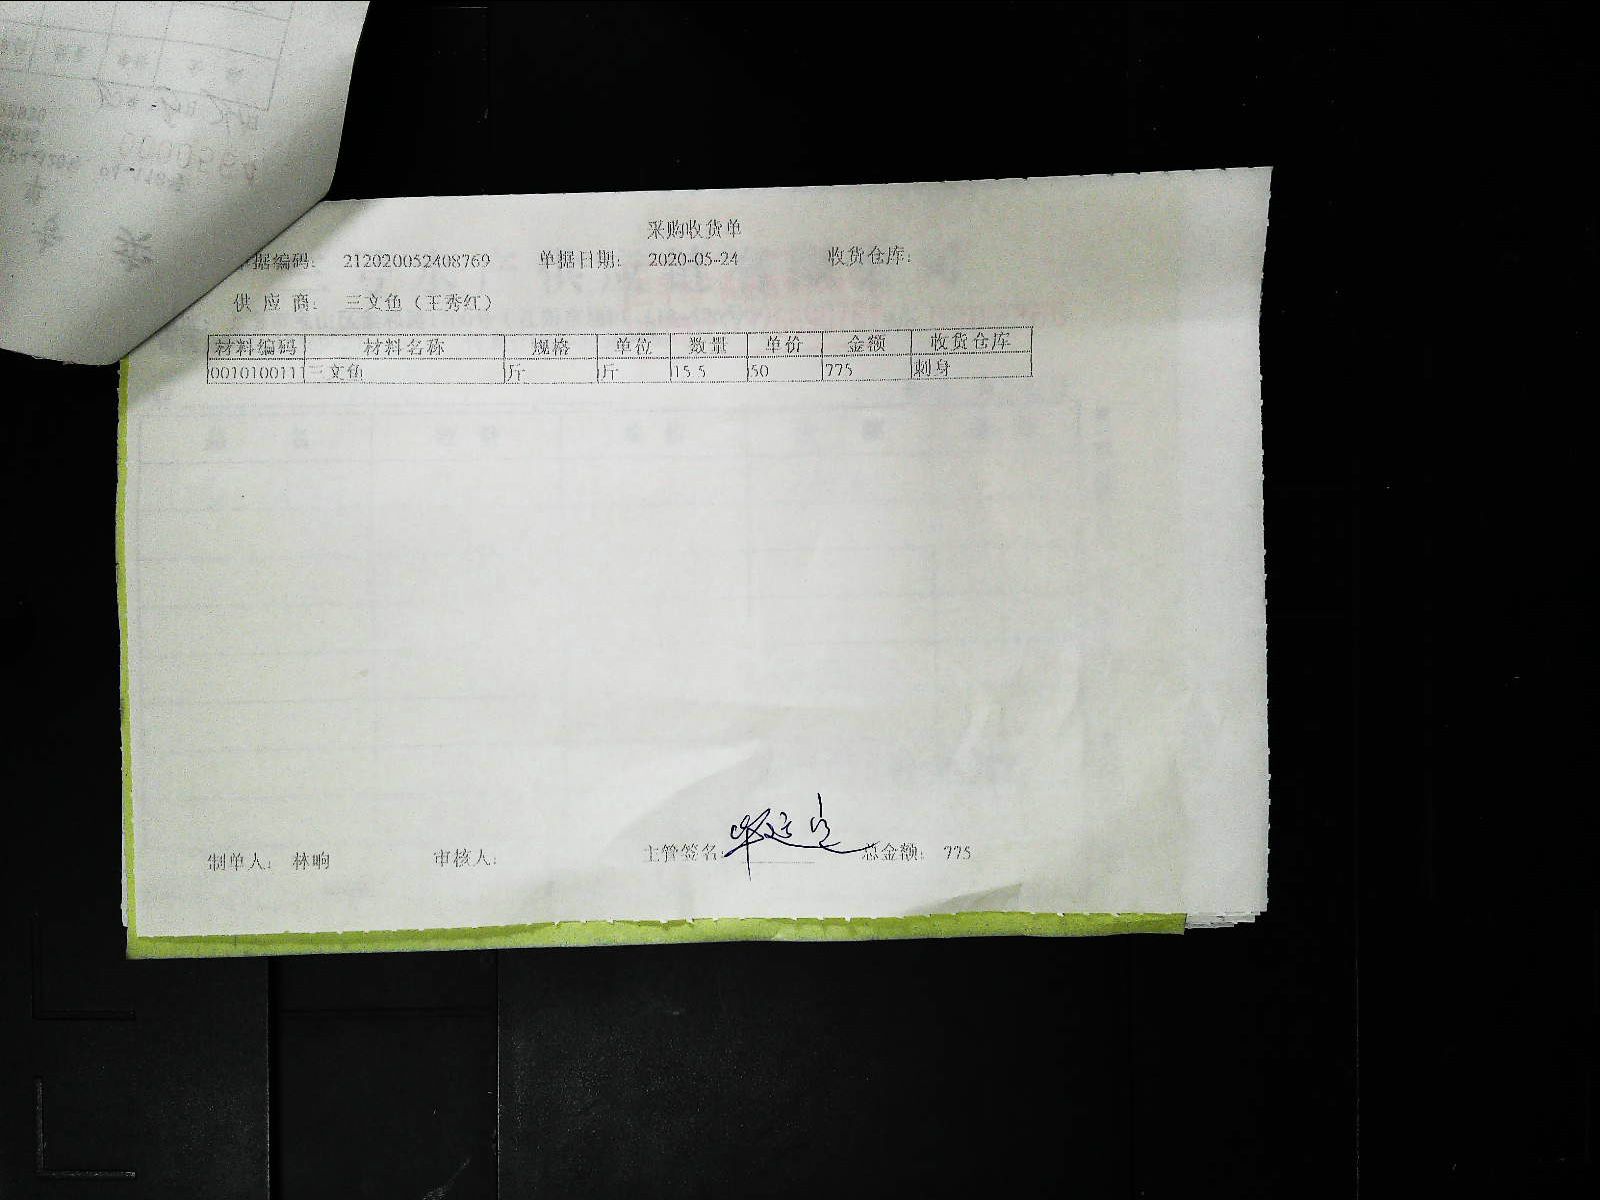 采购收货单
单据编码： 212020052408769 单据日期： 2020-05-24 收货仓库：
供 应 商： 三文鱼（王秀红）
材料编码 材料名称 规格 单位 数量 单价 金额 收货仓库
0010100111 三文鱼 斤 斤 15.5 50 775 刺身
制单人： 林晌 审核人： 主管签名： 总金额： 775